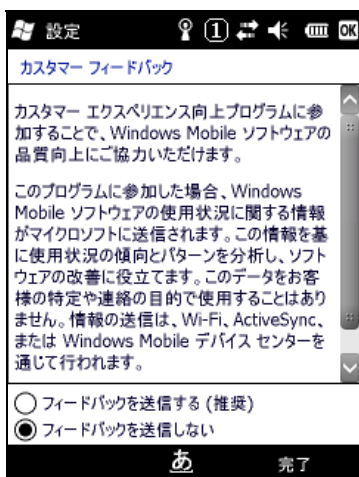 設定 1 OK
カスタマー フィードバック
カスタマー エクスペリエンス向上プログラムに参
加することで、Windows Mobile ソフトウェアの
品質向上にご協力いただけます。
このプログラムに参加した場合、Windows
Mobile ソフトウェアの使用状況に関する情報
がマイクロソフトに送信されます。この情報を基
に使用状況の傾向とパターンを分析し、ソフト
ウェアの改善に役立てます。このデータをお客
様の特定や連絡の目的で使用することはあり
ません。情報の送信は、Wi-Fi、ActiveSync、
または Windows Mobile デバイス センターを
通じて行われます。
フィードバックを送信する (推奨)
フィードバックを送信しない
あ 完了